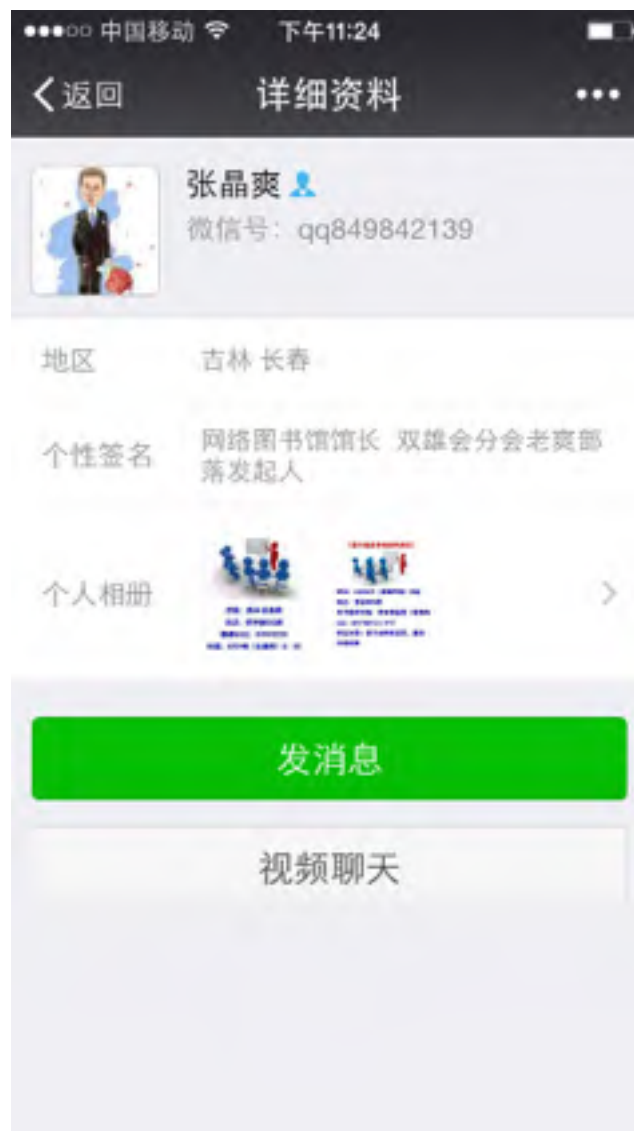 中国移动 下午11:24
返回 详细资料
张晶爽
微信号: qq849842139
地区 吉林 长春
个性签名 网络图书馆馆长 双雄会分会老爽部
落发起人
个人相册
发消息
视频聊天